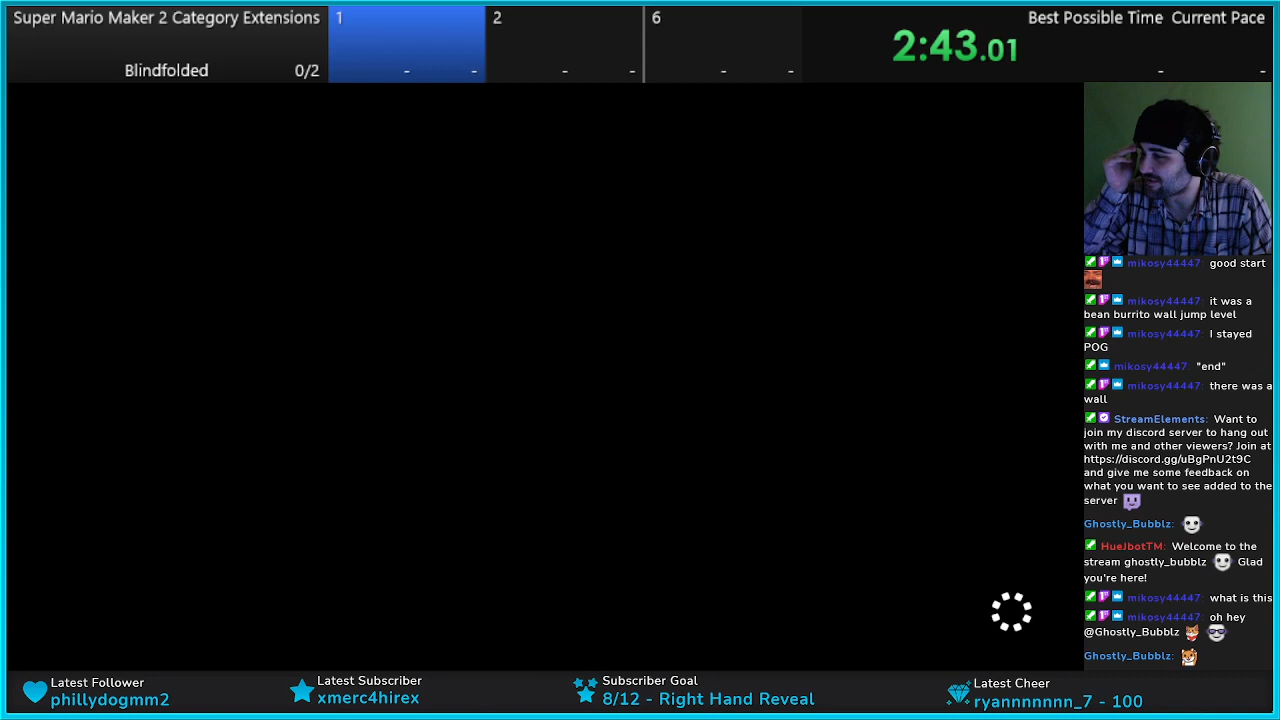 Super Mario Maker 2 Category Extensions
Blindfolded 0/2
1
- -
2
- -
6
- -
2:43.01
Best Possible Time Current Pace
- -
mikosy44447: good start
mikosy44447: it was a
bean burrito wall jump level
mikosy44447: I stayed
POG
mikosy44447: "end"
mikosy44447: there was a
wall
StreamElements: Want to
join my discord server to hang out
with me and other viewers? Join at
https://discord.gg/uBgPnU2t9C
and give me some feedback on
what you want to see added to the
server
Ghostly_Bubblz:
HueJbotTM: Welcome to the
stream ghostly_bubblz Glad
you're here!
mikosy44447: what is this
mikosy44447: oh hey
@Ghostly_Bubblz
Ghostly_Bubblz:
Latest Follower
phillydogmm2
Latest Subscriber
xmerc4hirex
Subscriber Goal
8/12 - Right Hand Reveal
Latest Cheer
ryannnnnnn_7 - 100